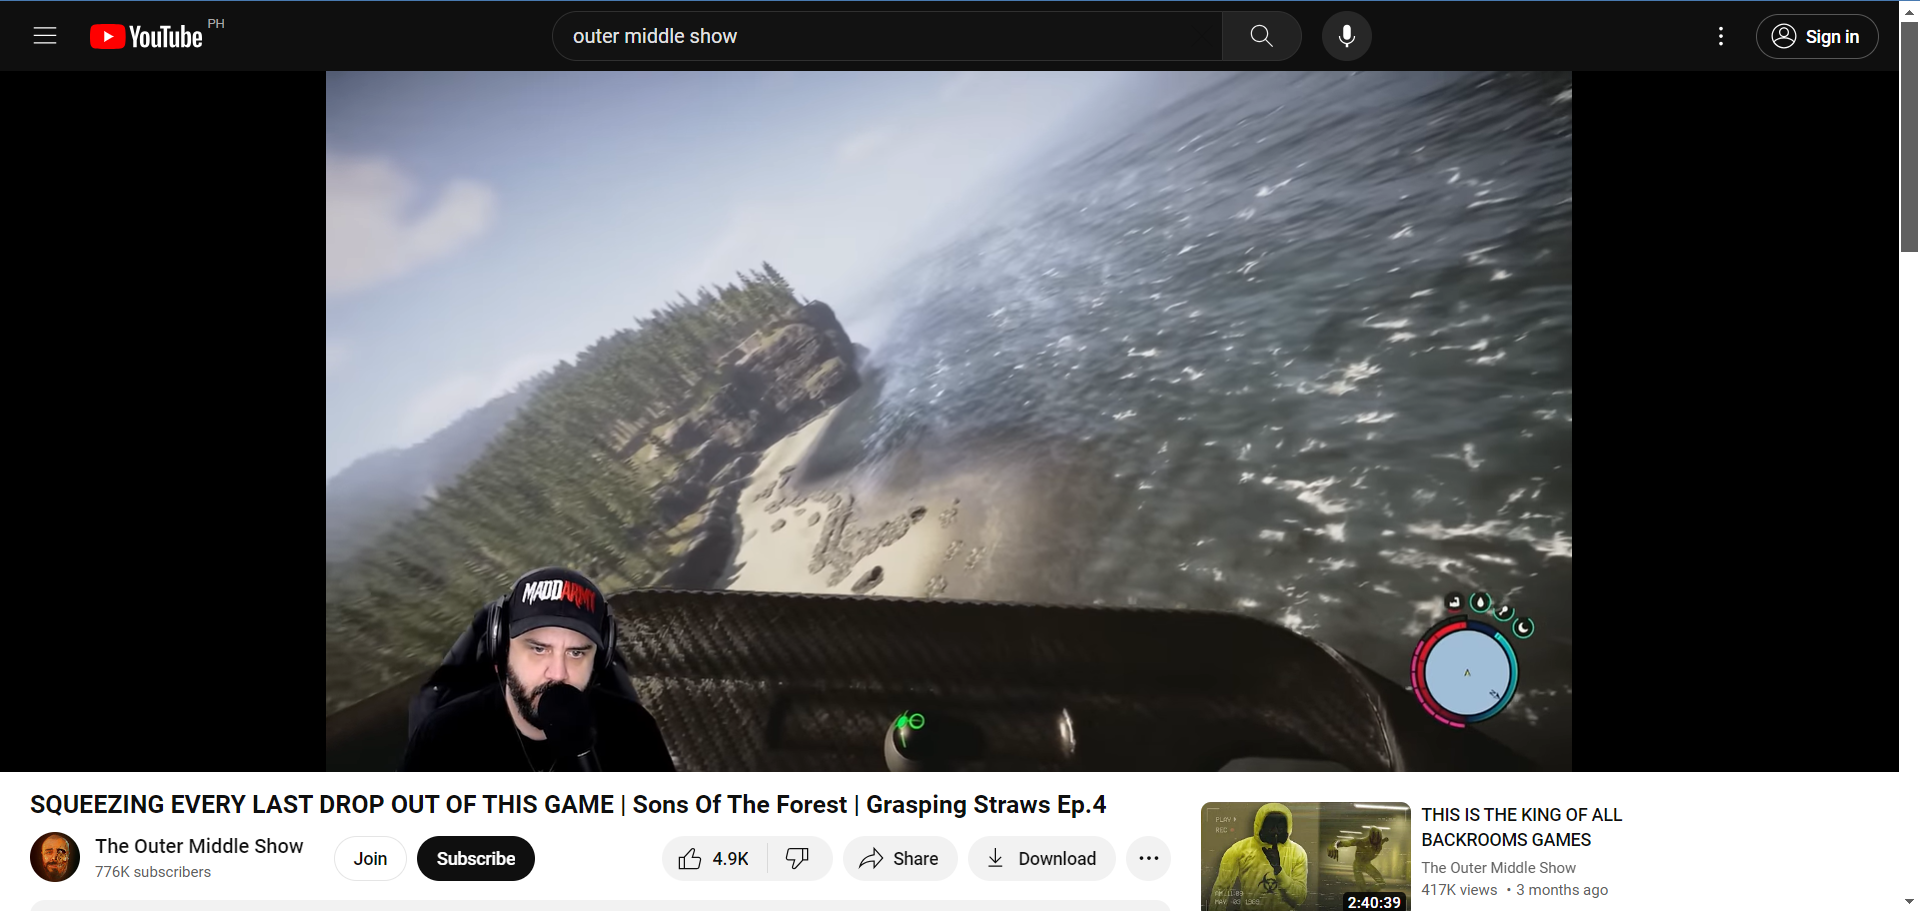 YouTube PH
outer middle show
Sign in
MADDARMY
SQUEEZING EVERY LAST DROP OUT OF THIS GAME | Sons Of The Forest | Grasping Straws Ep.4
The Outer Middle Show
776K subscribers
Join
Subscribe
4.9K
Share
Download
PLAY
REC
2:40:39
THIS IS THE KING OF ALL
BACKROOMS GAMES
The Outer Middle Show
417K views • 3 months ago